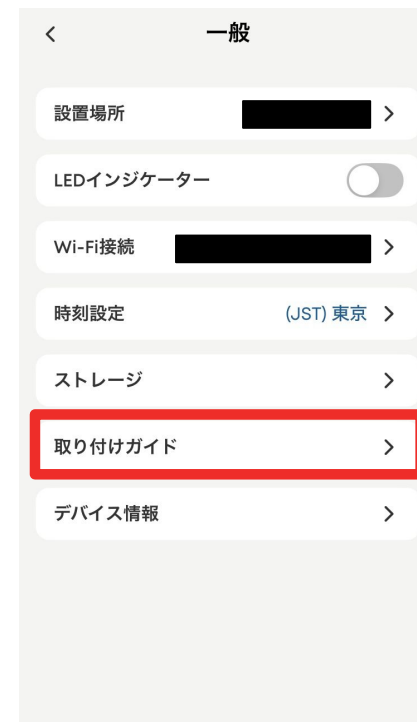 一般
設置場所
LEDインジケーター
Wi-Fi接続
時刻設定 (JST) 東京
ストレージ
取り付けガイド
デバイス情報